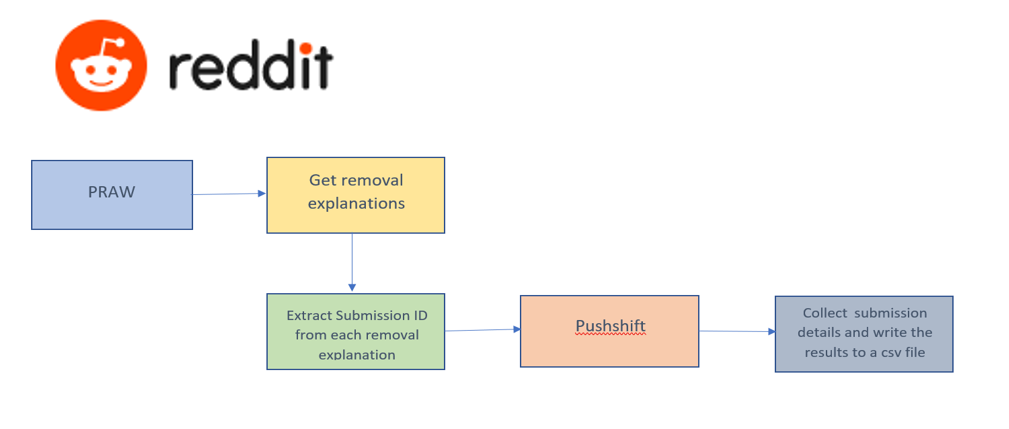 reddit
PRAW
Get removal
explanations
Extract Submission ID
from each removal
explanation
Pushshift
Collect submission
details and write the
results to a csv file